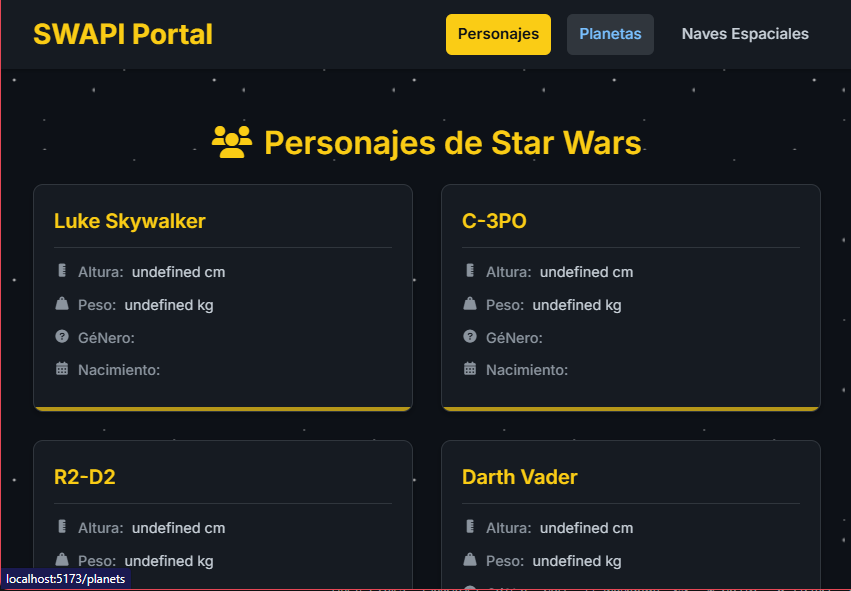 SWAPI Portal
Personajes
Planetas
Naves Espaciales
Personajes de Star Wars
Luke Skywalker
Altura: undefined cm
Peso: undefined kg
GéNero:
Nacimiento:
C-3PO
Altura: undefined cm
Peso: undefined kg
GéNero:
Nacimiento:
R2-D2
Altura: undefined cm
Peso: undefined kg
Darth Vader
Altura: undefined cm
Peso: undefined kg
localhost:5173/planets